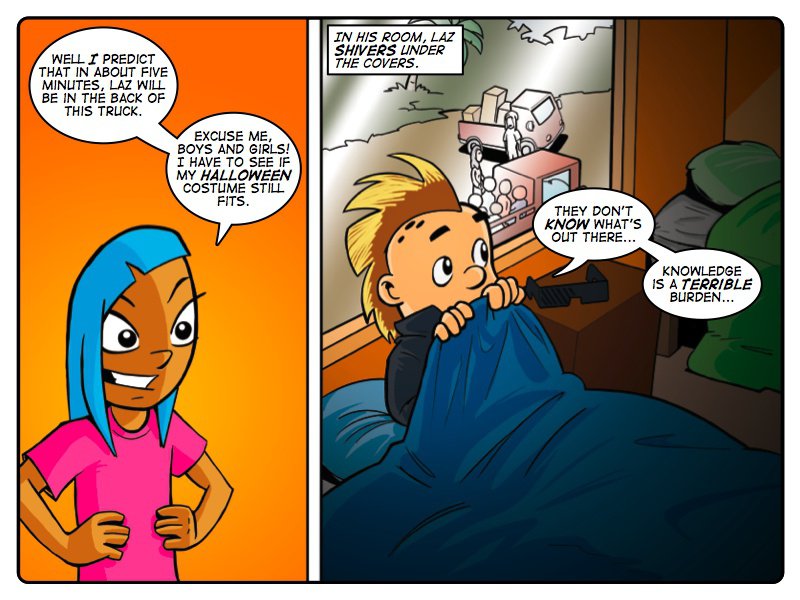 WELL I PREDICT
THAT IN ABOUT FIVE
MINUTES, LAZ WILL
BE IN THE BACK OF
THIS TRUCK.
EXCUSE ME,
BOYS AND GIRLS!
I HAVE TO SEE IF
MY HALLOWEEN
COSTUME STILL
FITS.
IN HIS ROOM, LAZ
SHIVERS UNDER
THE COVERS.
THEY DON'T
KNOW WHAT'S
OUT THERE...
KNOWLEDGE
IS A TERRIBLE
BURDEN...